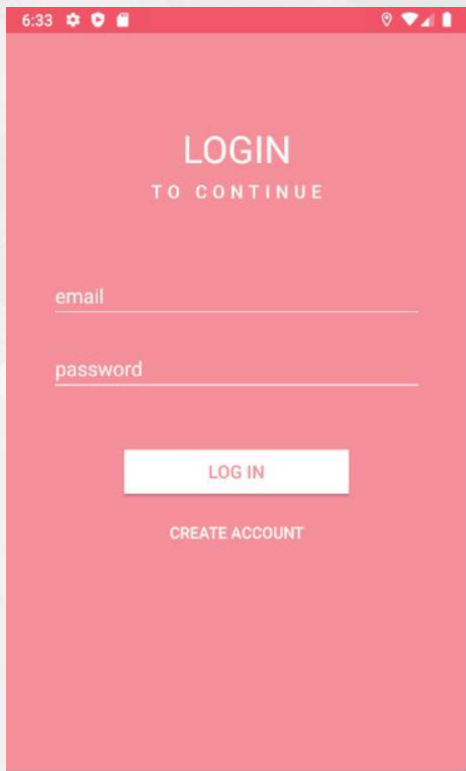 6:33
LOGIN
TO CONTINUE
email
password
LOG IN
CREATE ACCOUNT